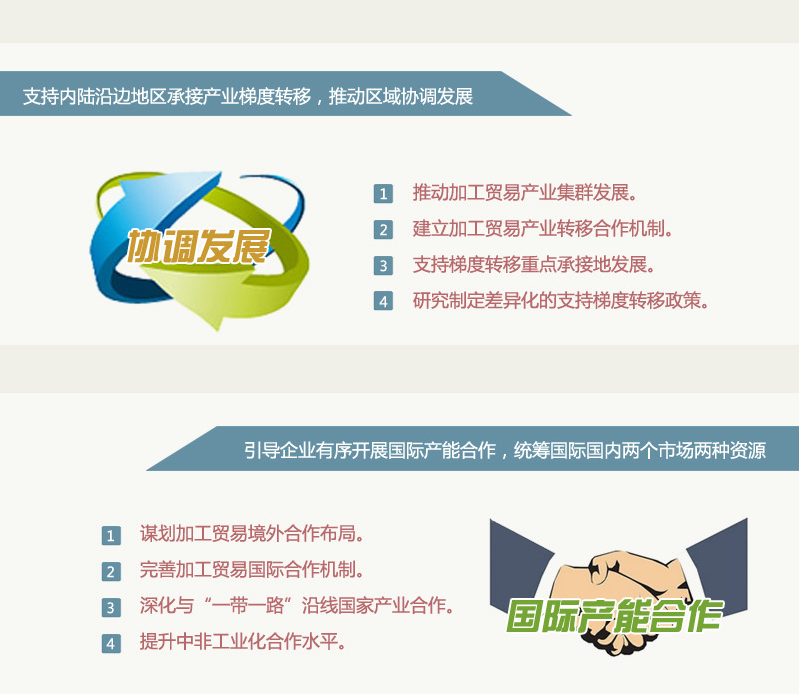 支持内陆沿边地区承接产业梯度转移，推动区域协调发展
协调发展
1 推动加工贸易产业集群发展。
2 建立加工贸易产业转移合作机制。
3 支持梯度转移重点承接地发展。
4 研究制定差异化的支持梯度转移政策。
引导企业有序开展国际产能合作，统筹国际国内两个市场两种资源
1 谋划加工贸易境外合作布局。
2 完善加工贸易国际合作机制。
3 深化与“一带一路”沿线国家产业合作。
4 提升中非工业化合作水平。
国际产能合作